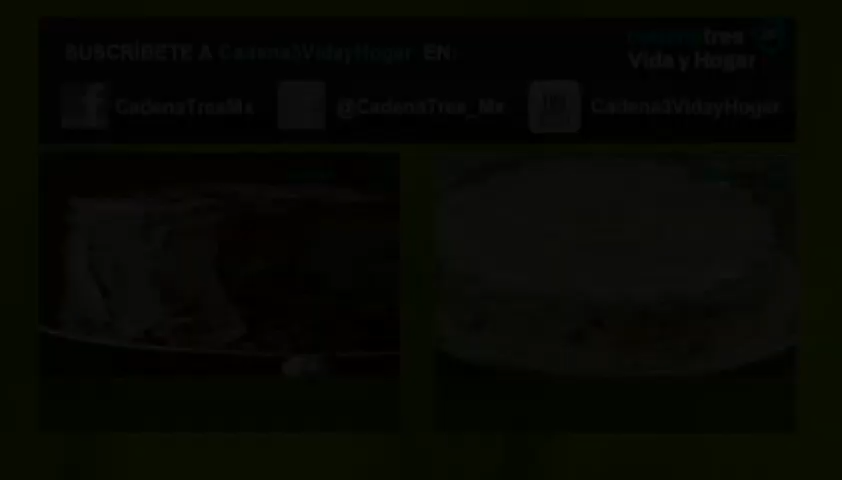 SUSCRÍBETE A Cadena3VidayHogar EN:
tres
Vida y Hogar
CadenaTresMx
@CadenaTres_Mx
Cadena3VidayHogar